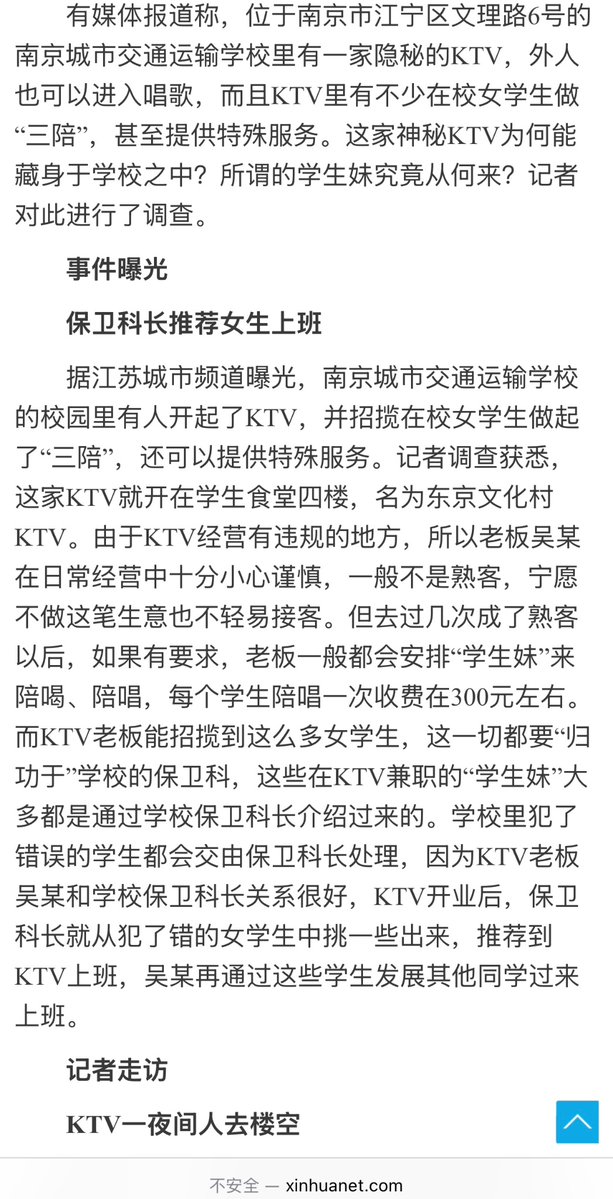 有媒体报道称，位于南京市江宁区文理路6号的
南京城市交通运输学校里有一家隐秘的KTV，外人
也可以进入唱歌，而且KTV里有不少在校女学生做
“三陪”，甚至提供特殊服务。这家神秘KTV为何能
藏身于学校之中？所谓的学生妹究竟从何来？记者
对此进行了调查。
事件曝光
保卫科长推荐女生上班
据江苏城市频道曝光，南京城市交通运输学校
的校园里有人开起了KTV，并招揽在校女学生做起
了“三陪”，还可以提供特殊服务。记者调查获悉，
这家KTV就开在学生食堂四楼，名为东京文化村
KTV。由于KTV经营有违规的地方，所以老板吴某
在日常经营中十分小心谨慎，一般不是熟客，宁愿
不做这笔生意也不轻易接客。但去过几次成了熟客
以后，如果有要求，老板一般都会安排“学生妹”来
陪喝、陪唱，每个学生陪唱一次收费在300元左右。
而KTV老板能招揽到这么多女学生，这一切都要“归
功于”学校的保卫科，这些在KTV兼职的“学生妹”大
多都是通过学校保卫科长介绍过来的。学校里犯了
错误的学生都会交由保卫科长处理，因为KTV老板
吴某和学校保卫科长关系很好，KTV开业后，保卫
科长就从犯了错的女学生中挑一些出来，推荐到
KTV上班，吴某再通过这些学生发展其他同学过来
上班。
记者走访
KTV一夜间人去楼空
不安全 — xinhuanet.com